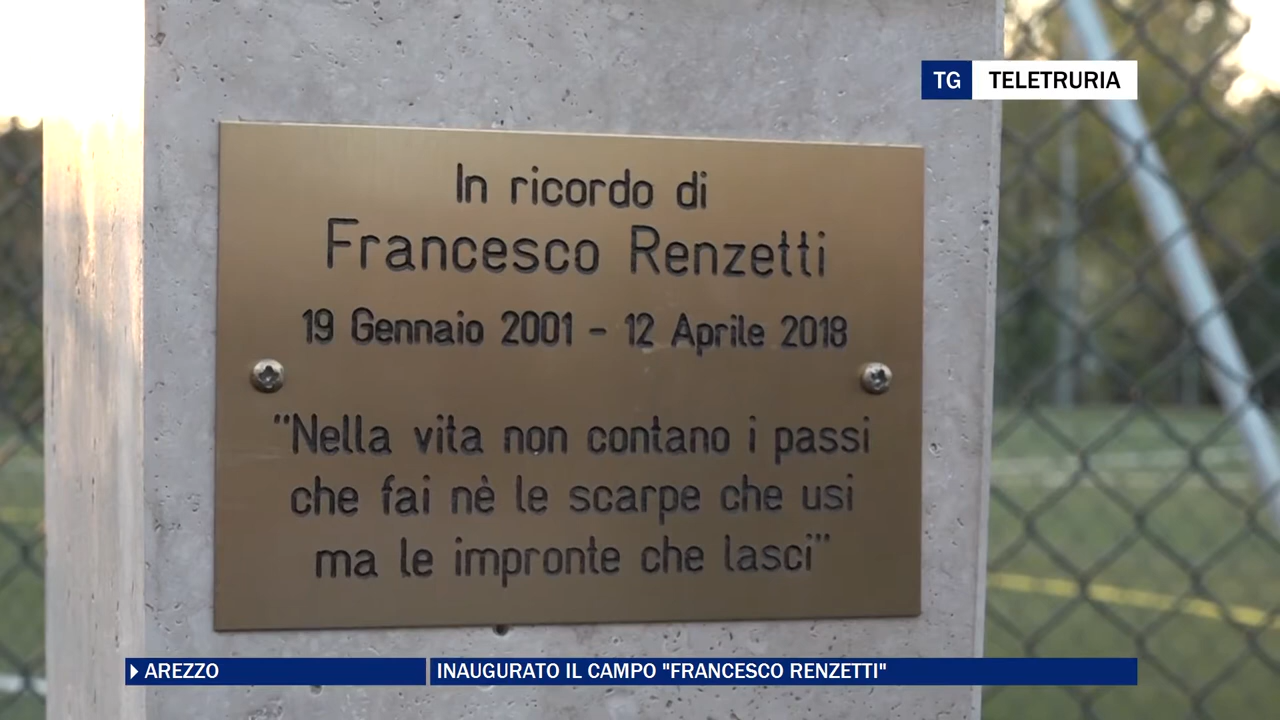 TG TELETRURIA
In ricordo di
Francesco Renzetti
19 Gennaio 2001 - 12 Aprile 2018
"Nella vita non contano i passi
che fai nè le scarpe che usi
ma le impronte che lasci"
AREZZO
INAUGURATO IL CAMPO "FRANCESCO RENZETTI"